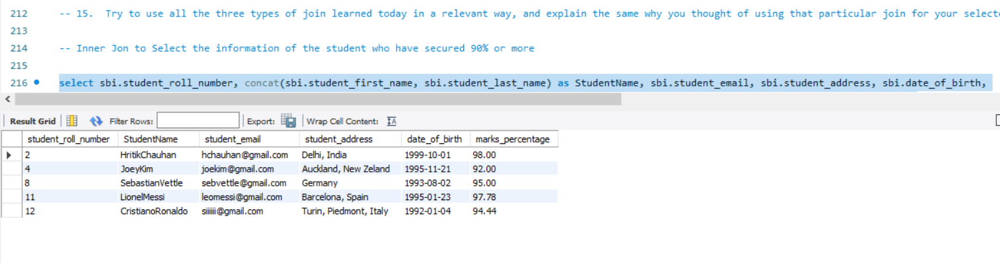 212 -- 15. Try to use all the three types of join learned today in a relevant way, and explain the same why you thought of using that particular join for your
213
214 -- Inner Jon to Select the information of the student who have secured 90% or more
215
216 select sbi.student_roll_number, concat(sbi.student_first_name, sbi.student_last_name) as StudentName, sbi.student_email, sbi.student_address, sbi.date_of_birth,
Result Grid Filter Rows: Export: Wrap Cell Content:
student_roll_number StudentName student_email student_address date_of_birth marks_percentage
2 HritikChauhan hchauhan@gmail.com Delhi, India 1999-10-01 98.00
4 JoeyKim joekim@gmail.com Auckland, New Zeland 1995-11-21 92.00
8 SebastianVettle sebvettle@gmail.com Germany 1993-08-02 95.00
11 LionelMessi leomessi@gmail.com Barcelona, Spain 1995-01-23 97.78
12 CristianoRonaldo siiiiii@gmail.com Turin, Piedmont, Italy 1992-01-04 94.44